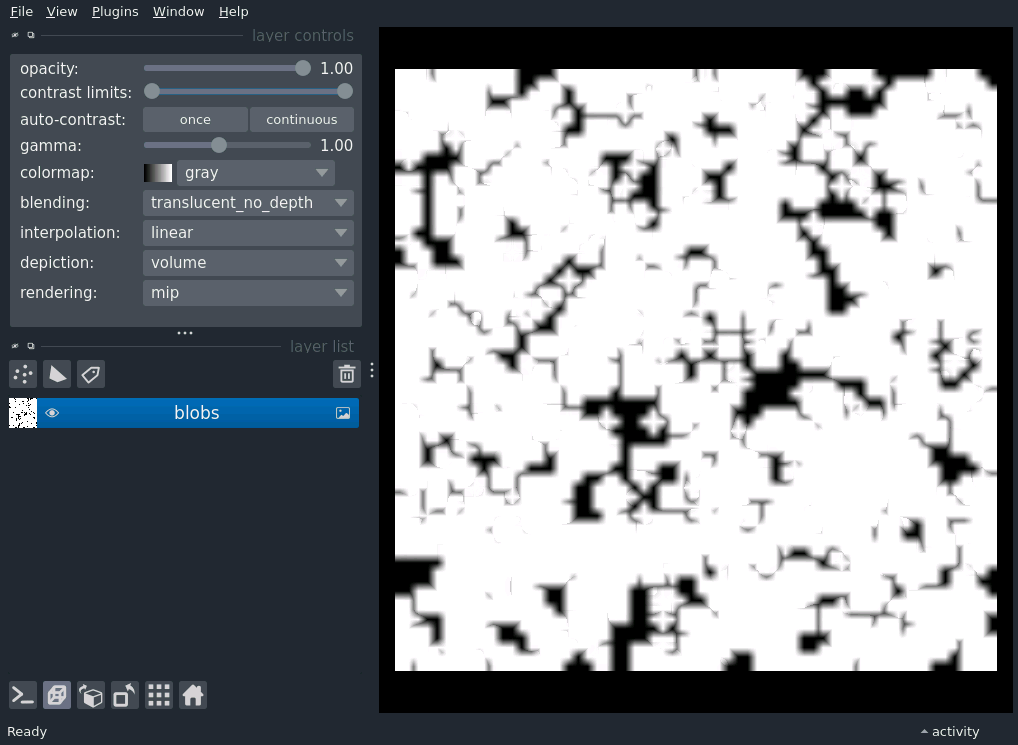 File View Plugins Window Help
layer controls
opacity: 1.00
contrast limits:
auto-contrast: once continuous
gamma: 1.00
colormap: gray
blending: translucent_no_depth
interpolation: linear
depiction: volume
rendering: mip
layer list
blobs
Ready activity